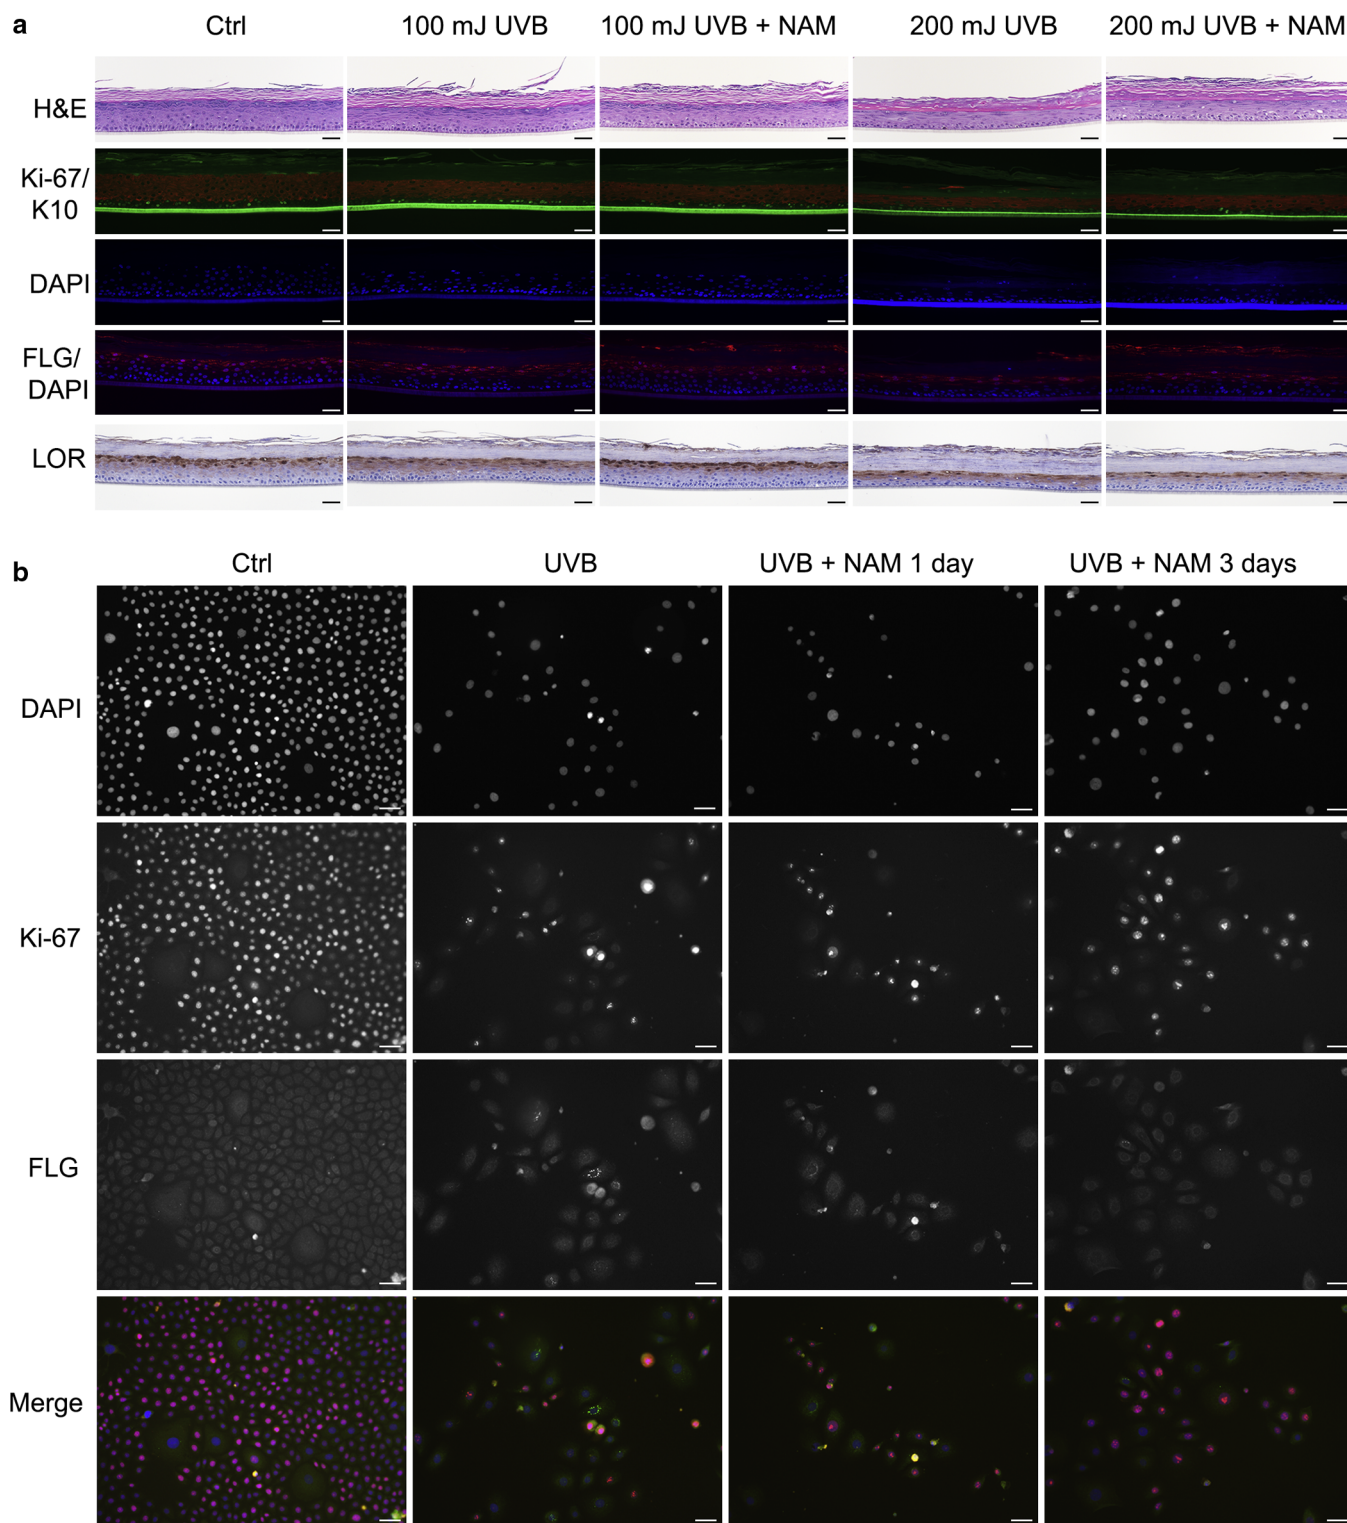 a
Ctrl
100 mJ UVB
100 mJ UVB + NAM
200 mJ UVB
200 mJ UVB + NAM
H&E
Ki-67/
K10
DAPI
FLG/
DAPI
LOR
b
Ctrl
UVB
UVB + NAM 1 day
UVB + NAM 3 days
DAPI
Ki-67
FLG
Merge